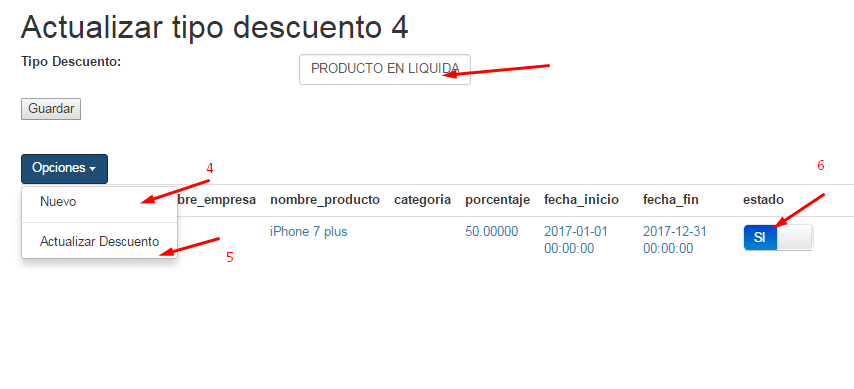 Actualizar tipo descuento 4
Tipo Descuento:
PRODUCTO EN LIQUIDA
Guardar
Opciones
4
6
Nuevo
bre_empresa nombre_producto categoria porcentaje fecha_inicio fecha_fin estado
iPhone 7 plus 50.00000 2017-01-01 2017-12-31 SI
00:00:00 00:00:00
Actualizar Descuento
5